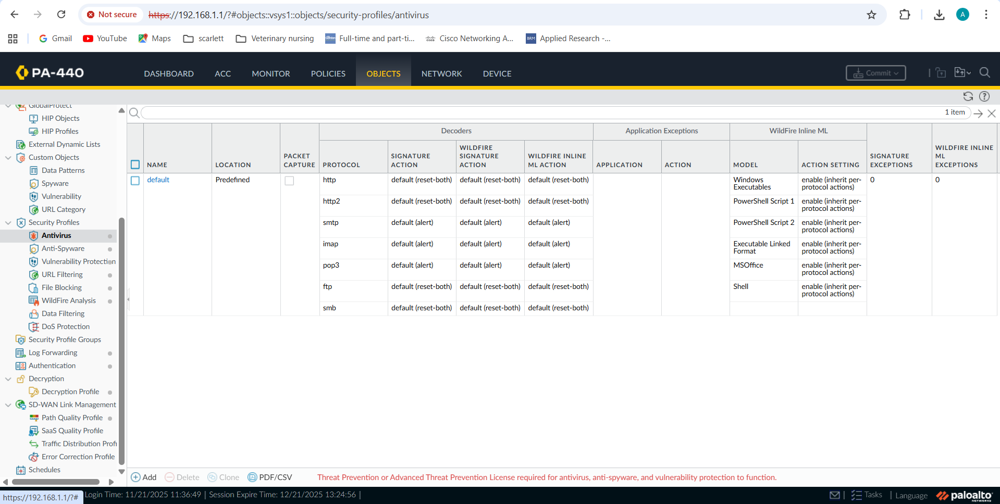 Not secure https://192.168.1.1/?#objects::vsys1::objects/security-profiles/antivirus A
Gmail YouTube Maps scarlett Veterinary nursing Full-time and part-ti... Cisco Networking A... BRM Applied Research -...
PA-440 DASHBOARD ACC MONITOR POLICIES OBJECTS NETWORK DEVICE Commit
GlobalProtect
HIP Objects
HIP Profiles
External Dynamic Lists
Custom Objects
Data Patterns
Spyware
Vulnerability
URL Category
Security Profiles
Antivirus
Anti-Spyware
Vulnerability Protection
URL Filtering
File Blocking
WildFire Analysis
Data Filtering
DoS Protection
Security Profile Groups
Log Forwarding
Authentication
Decryption
Decryption Profile
SD-WAN Link Management
Path Quality Profile
SaaS Quality Profile
Traffic Distribution Profi
Error Correction Profile
Schedules
1 item
Decoders Application Exceptions WildFire Inline ML
NAME LOCATION PACKET CAPTURE PROTOCOL SIGNATURE ACTION WILDFIRE SIGNATURE ACTION WILDFIRE INLINE ML ACTION APPLICATION ACTION MODEL ACTION SETTING SIGNATURE EXCEPTIONS WILDFIRE INLINE ML EXCEPTIONS
default Predefined http default (reset-both) default (reset-both) default (reset-both) Windows Executables enable (inherit per-protocol actions) 0 0
http2 default (reset-both) default (reset-both) default (reset-both) PowerShell Script 1 enable (inherit per-protocol actions)
smtp default (alert) default (alert) default (alert) PowerShell Script 2 enable (inherit per-protocol actions)
imap default (alert) default (alert) default (alert) Executable Linked Format enable (inherit per-protocol actions)
pop3 default (alert) default (alert) default (alert) MSOffice enable (inherit per-protocol actions)
ftp default (reset-both) default (reset-both) default (reset-both) Shell enable (inherit per-protocol actions)
smb default (reset-both) default (reset-both) default (reset-both)
Add Delete Clone PDF/CSV Threat Prevention or Advanced Threat Prevention License required for antivirus, anti-spyware, and vulnerability protection to function.
https://192.168.1.1/?# Login Time: 11/21/2025 11:36:49 | Session Expire Time: 12/21/2025 13:24:56 | Tasks | Language paloalto NETWORKS